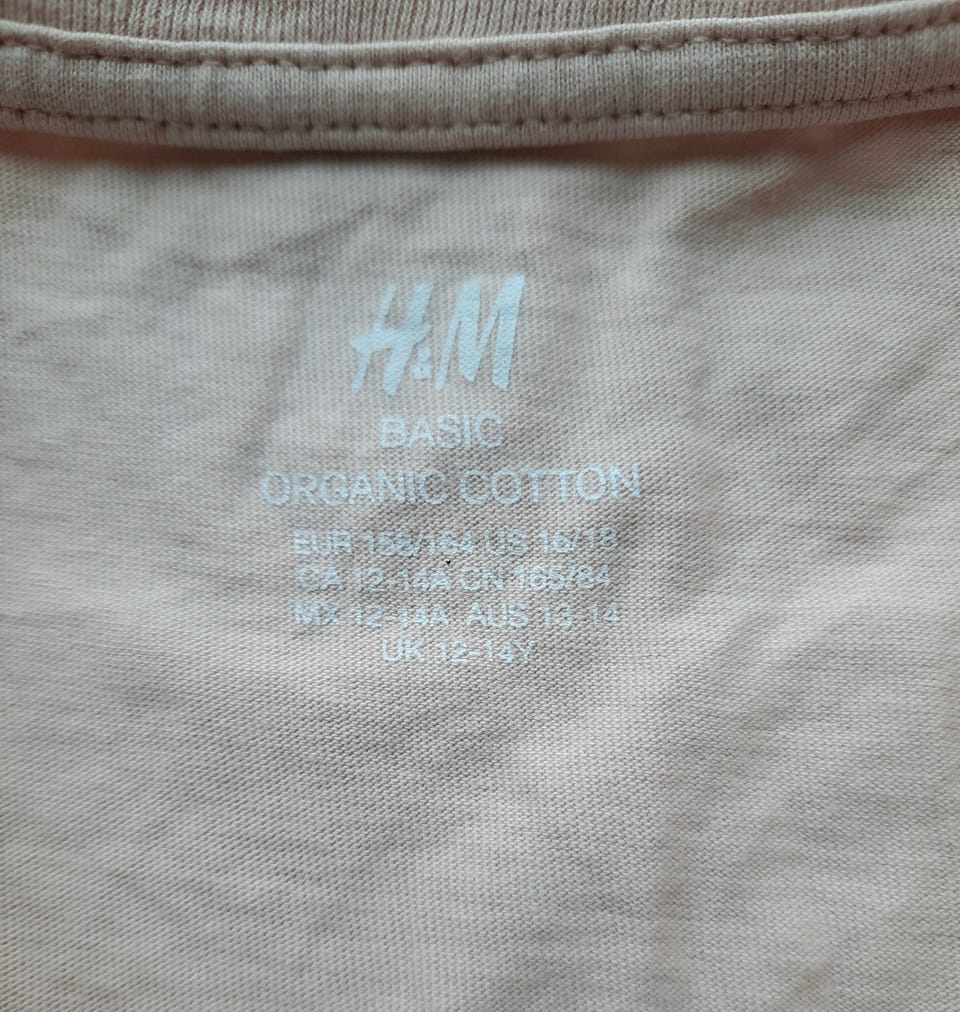 H&M
BASIC
ORGANIC COTTON
EUR 158/164 US 16/18
CA 12-14A CN 165/84
MX 12-14A AUS 13-14
UK 12-14Y